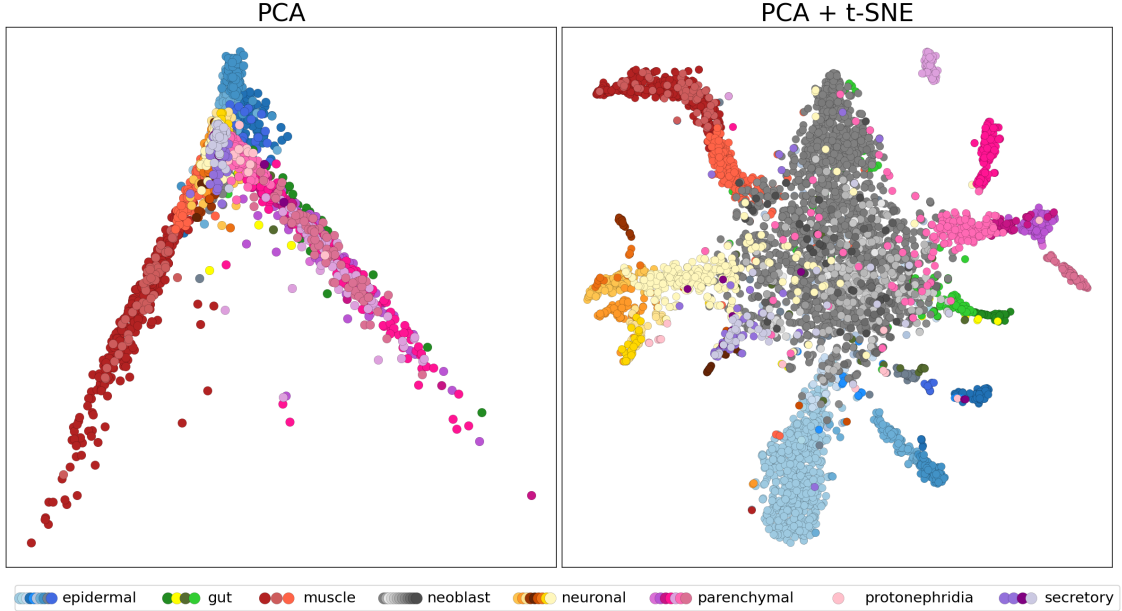 PCA
PCA + t-SNE
epidermal gut muscle neoblast neuronal parenchymal protonephridia secretory